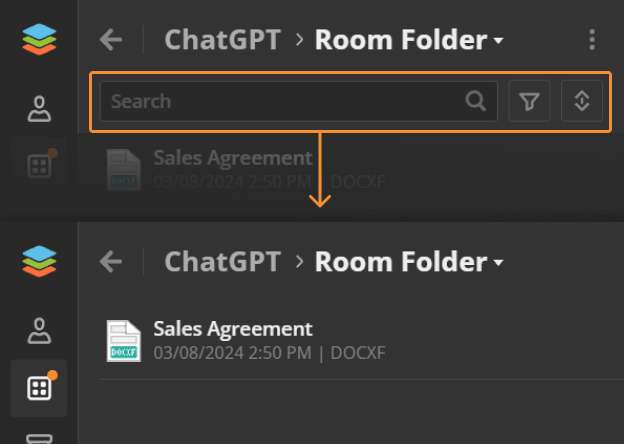 ChatGPT > Room Folder
Search
Sales Agreement
03/08/2024 2:50 PM | DOCXF
DOCXF
ChatGPT > Room Folder
Sales Agreement
DOCXF
03/08/2024 2:50 PM | DOCXF